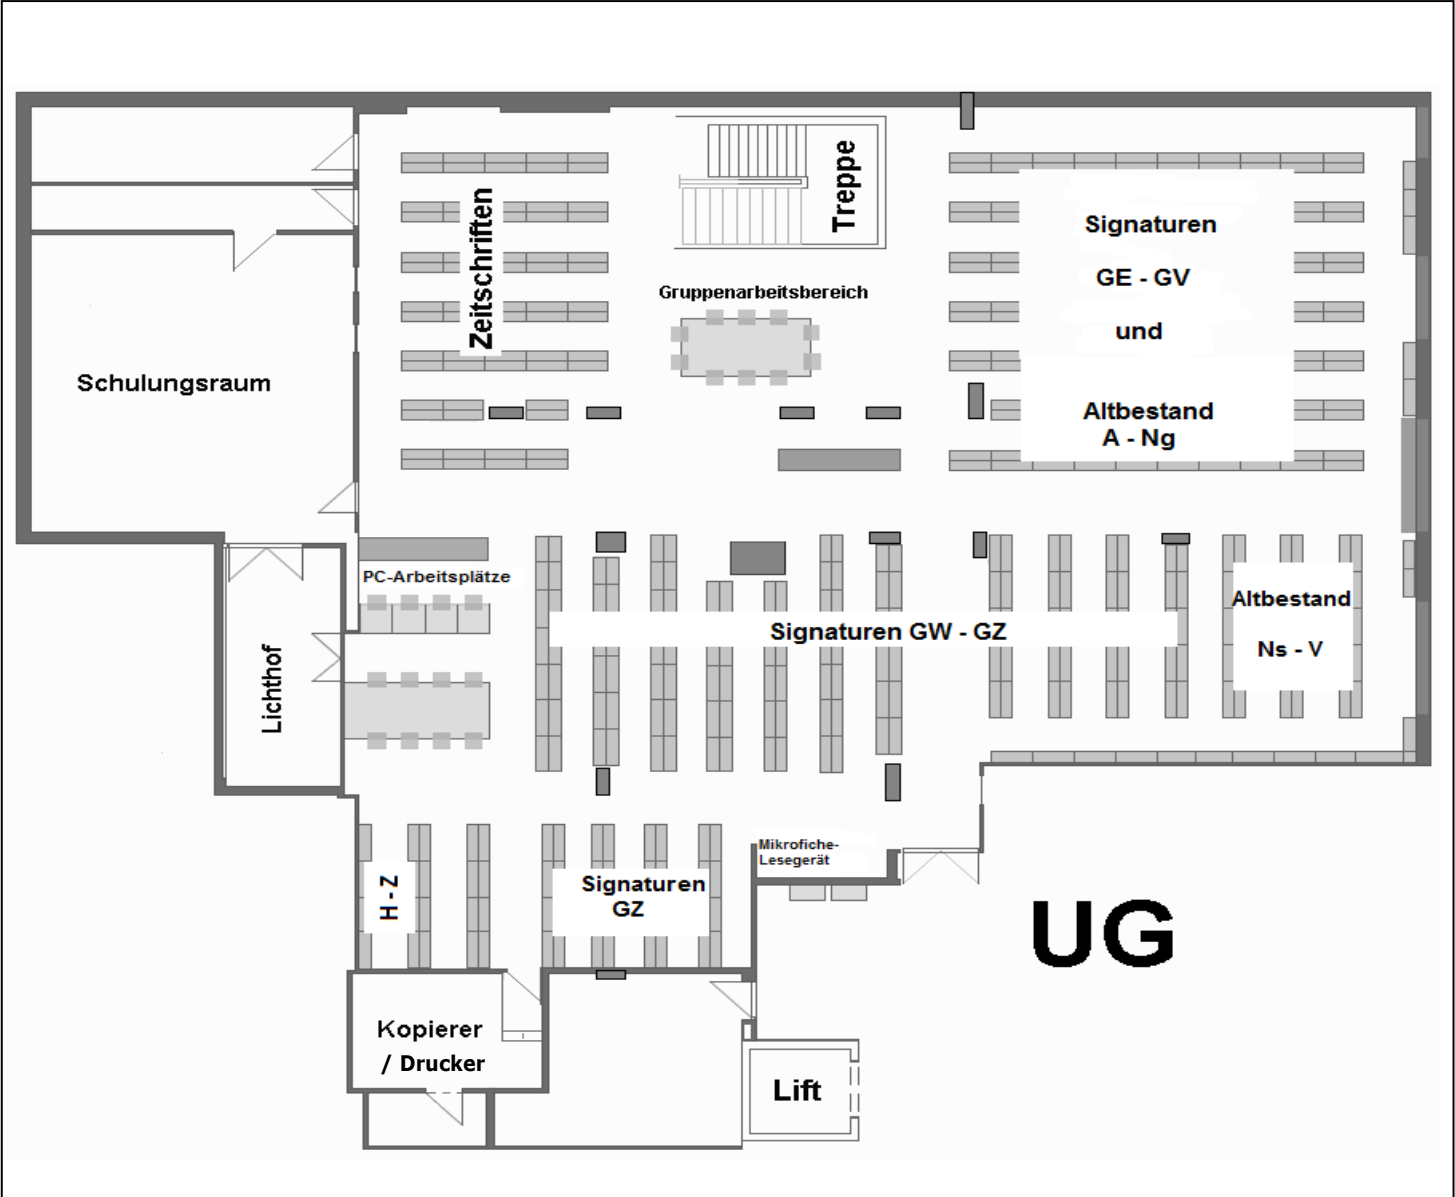 Treppe
Zeitschriften
Signaturen
GE - GV
und
Altbestand
A - Ng
Gruppenarbeitsbereich
Schulungsraum
PC-Arbeitsplätze
Signaturen GW - GZ
Altbestand
Ns - V
Lichthof
Mikrofiche-
Lesegerät
H - Z
Signaturen
GZ
UG
Kopierer
/ Drucker
Lift